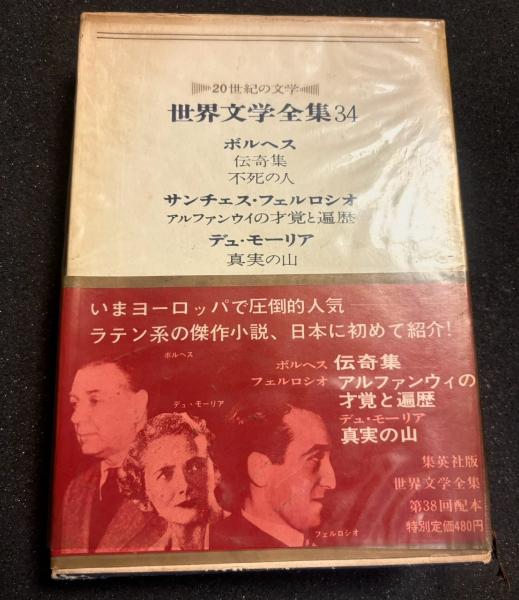 20世紀の文学
世界文学全集34
ボルヘス
伝奇集
不死の人
サンチェス・フェルロシオ
アルファンウイの才覚と遍歴
デュ・モーリア
真実の山
いまヨーロッパで圧倒的人気
ラテン系の傑作小説、日本に初めて紹介!
ボルヘス 伝奇集
フェルロシオ アルファンウィの
才覚と遍歴
デュ・モーリア
真実の山
ボルヘス
デュ・モーリア
フェルロシオ
集英社版
世界文学全集
第38回配本
特別定価480円